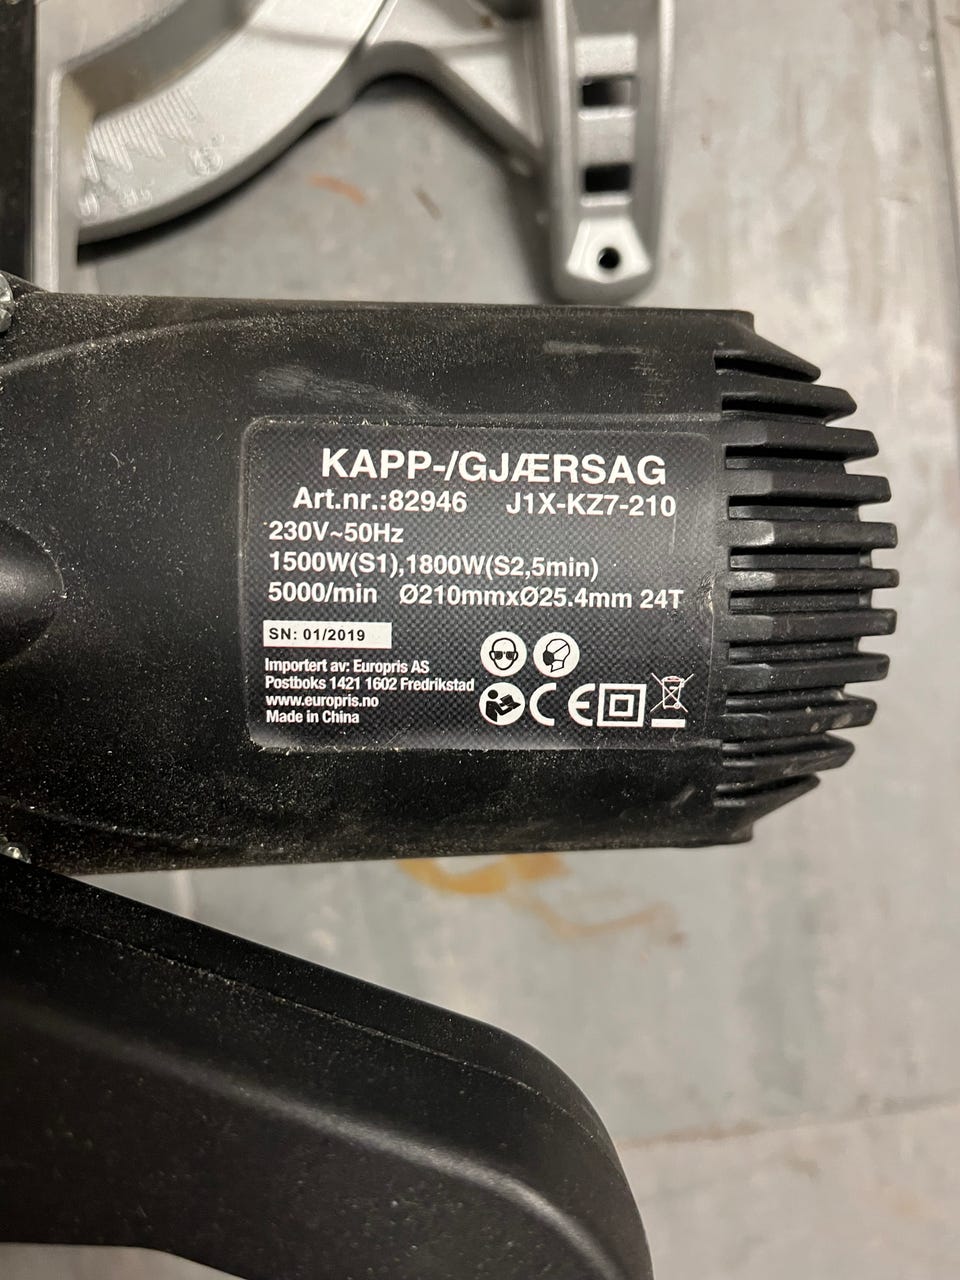 KAPP-/GJÆRSAG
Art.nr.:82946 J1X-KZ7-210
230V~50Hz
1500W(S1),1800W(S2,5min)
5000/min Ø210mmxØ25.4mm 24T
SN: 01/2019
Importert av: Europris AS
Postboks 1421 1602 Fredrikstad
www.europris.no
Made in China
CE